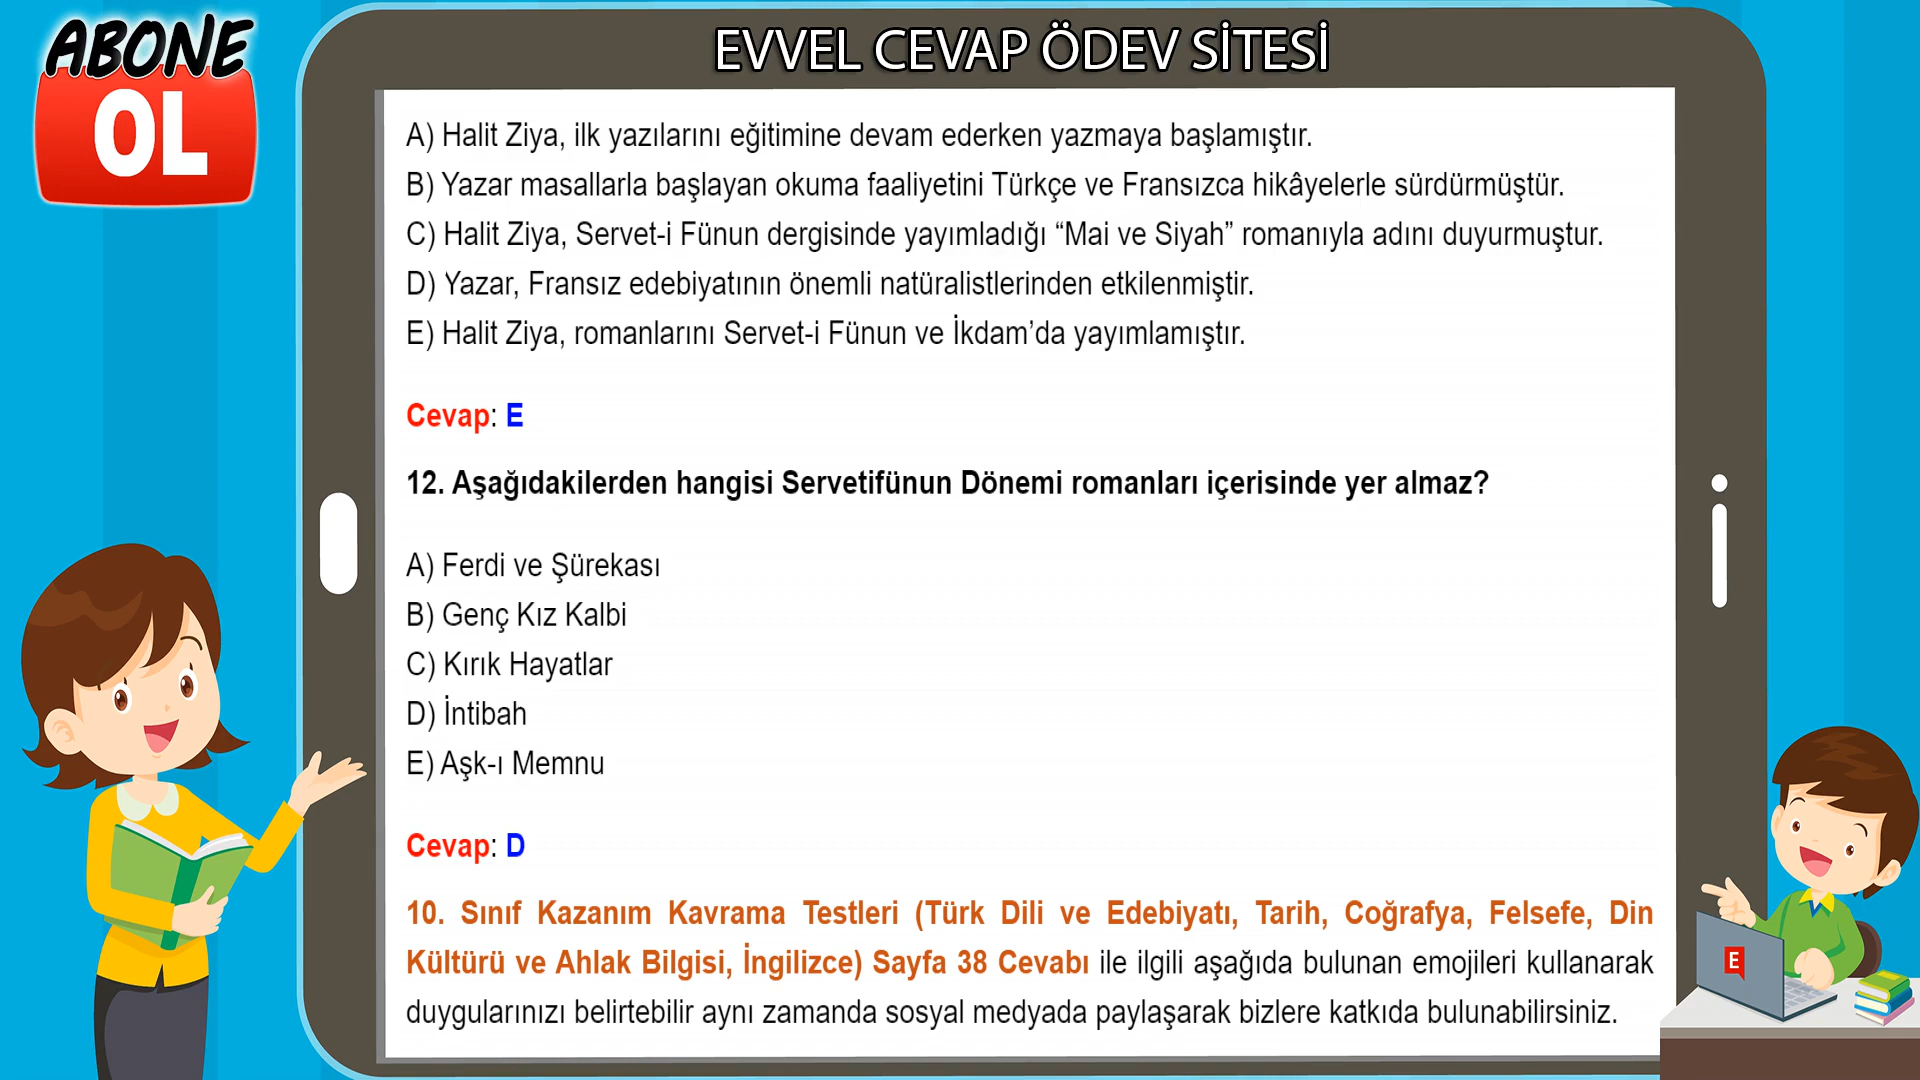 ABONE
OL
EVVEL CEVAP ÖDEV SİTESİ
A) Halit Ziya, ilk yazılarını eğitimine devam ederken yazmaya başlamıştır.
B) Yazar masallarla başlayan okuma faaliyetini Türkçe ve Fransızca hikâyelerle sürdürmüştür.
C) Halit Ziya, Servet-i Fünun dergisinde yayımladığı “Mai ve Siyah” romanıyla adını duyurmuştur.
D) Yazar, Fransız edebiyatının önemli natüralistlerinden etkilenmiştir.
E) Halit Ziya, romanlarını Servet-i Fünun ve İkdam’da yayımlamıştır.
Cevap: E
12. Aşağıdakilerden hangisi Servetifünun Dönemi romanları içerisinde yer almaz?
A) Ferdi ve Şürekası
B) Genç Kız Kalbi
C) Kırık Hayatlar
D) İntibah
E) Aşk-ı Memnu
Cevap: D
10. Sınıf Kazanım Kavrama Testleri (Türk Dili ve Edebiyatı, Tarih, Coğrafya, Felsefe, Din
Kültürü ve Ahlak Bilgisi, İngilizce) Sayfa 38 Cevabı ile ilgili aşağıda bulunan emojileri kullanarak
duygularınızı belirtebilir aynı zamanda sosyal medyada paylaşarak bizlere katkıda bulunabilirsiniz.
E